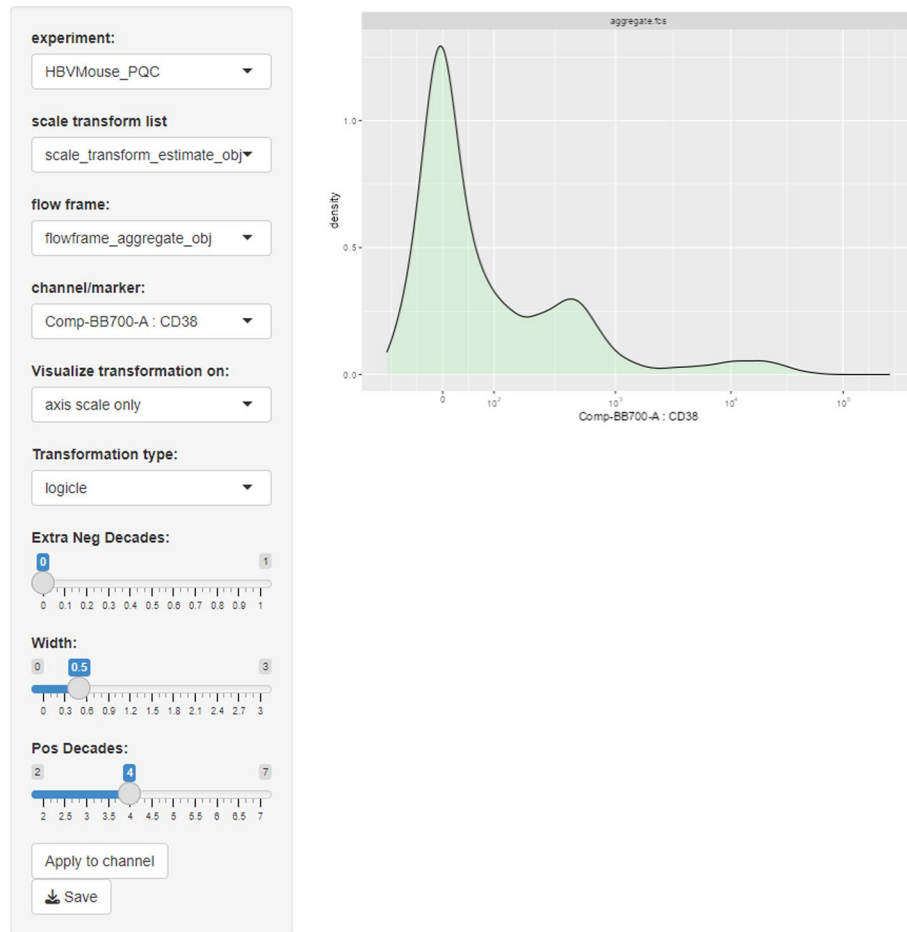 experiment:
HBVMouse_PQC
scale transform list
scale_transform_estimate_obj
flow frame:
flowframe_aggregate_obj
channel/marker:
Comp-BB700-A : CD38
Visualize transformation on:
axis scale only
Transformation type:
logicle
Extra Neg Decades:
0 1
0 0.1 0.2 0.3 0.4 0.5 0.6 0.7 0.8 0.9 1
Width:
0 0.5 3
0 0.3 0.6 0.9 1.2 1.5 1.8 2.1 2.4 2.7 3
Pos Decades:
2 4 7
2 2.5 3 3.5 4 4.5 5 5.5 6 6.5 7
Apply to channel
Save
aggregate.fcs
density
1.0
0.5
0.0
0 10² 10³ 10⁴ 10⁵
Comp-BB700-A : CD38